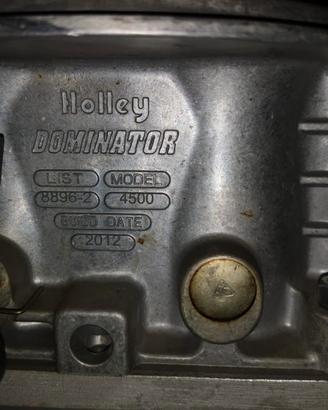 Holley
DOMINATOR
LIST MODEL
8896-2 4500
BUILD DATE
2012